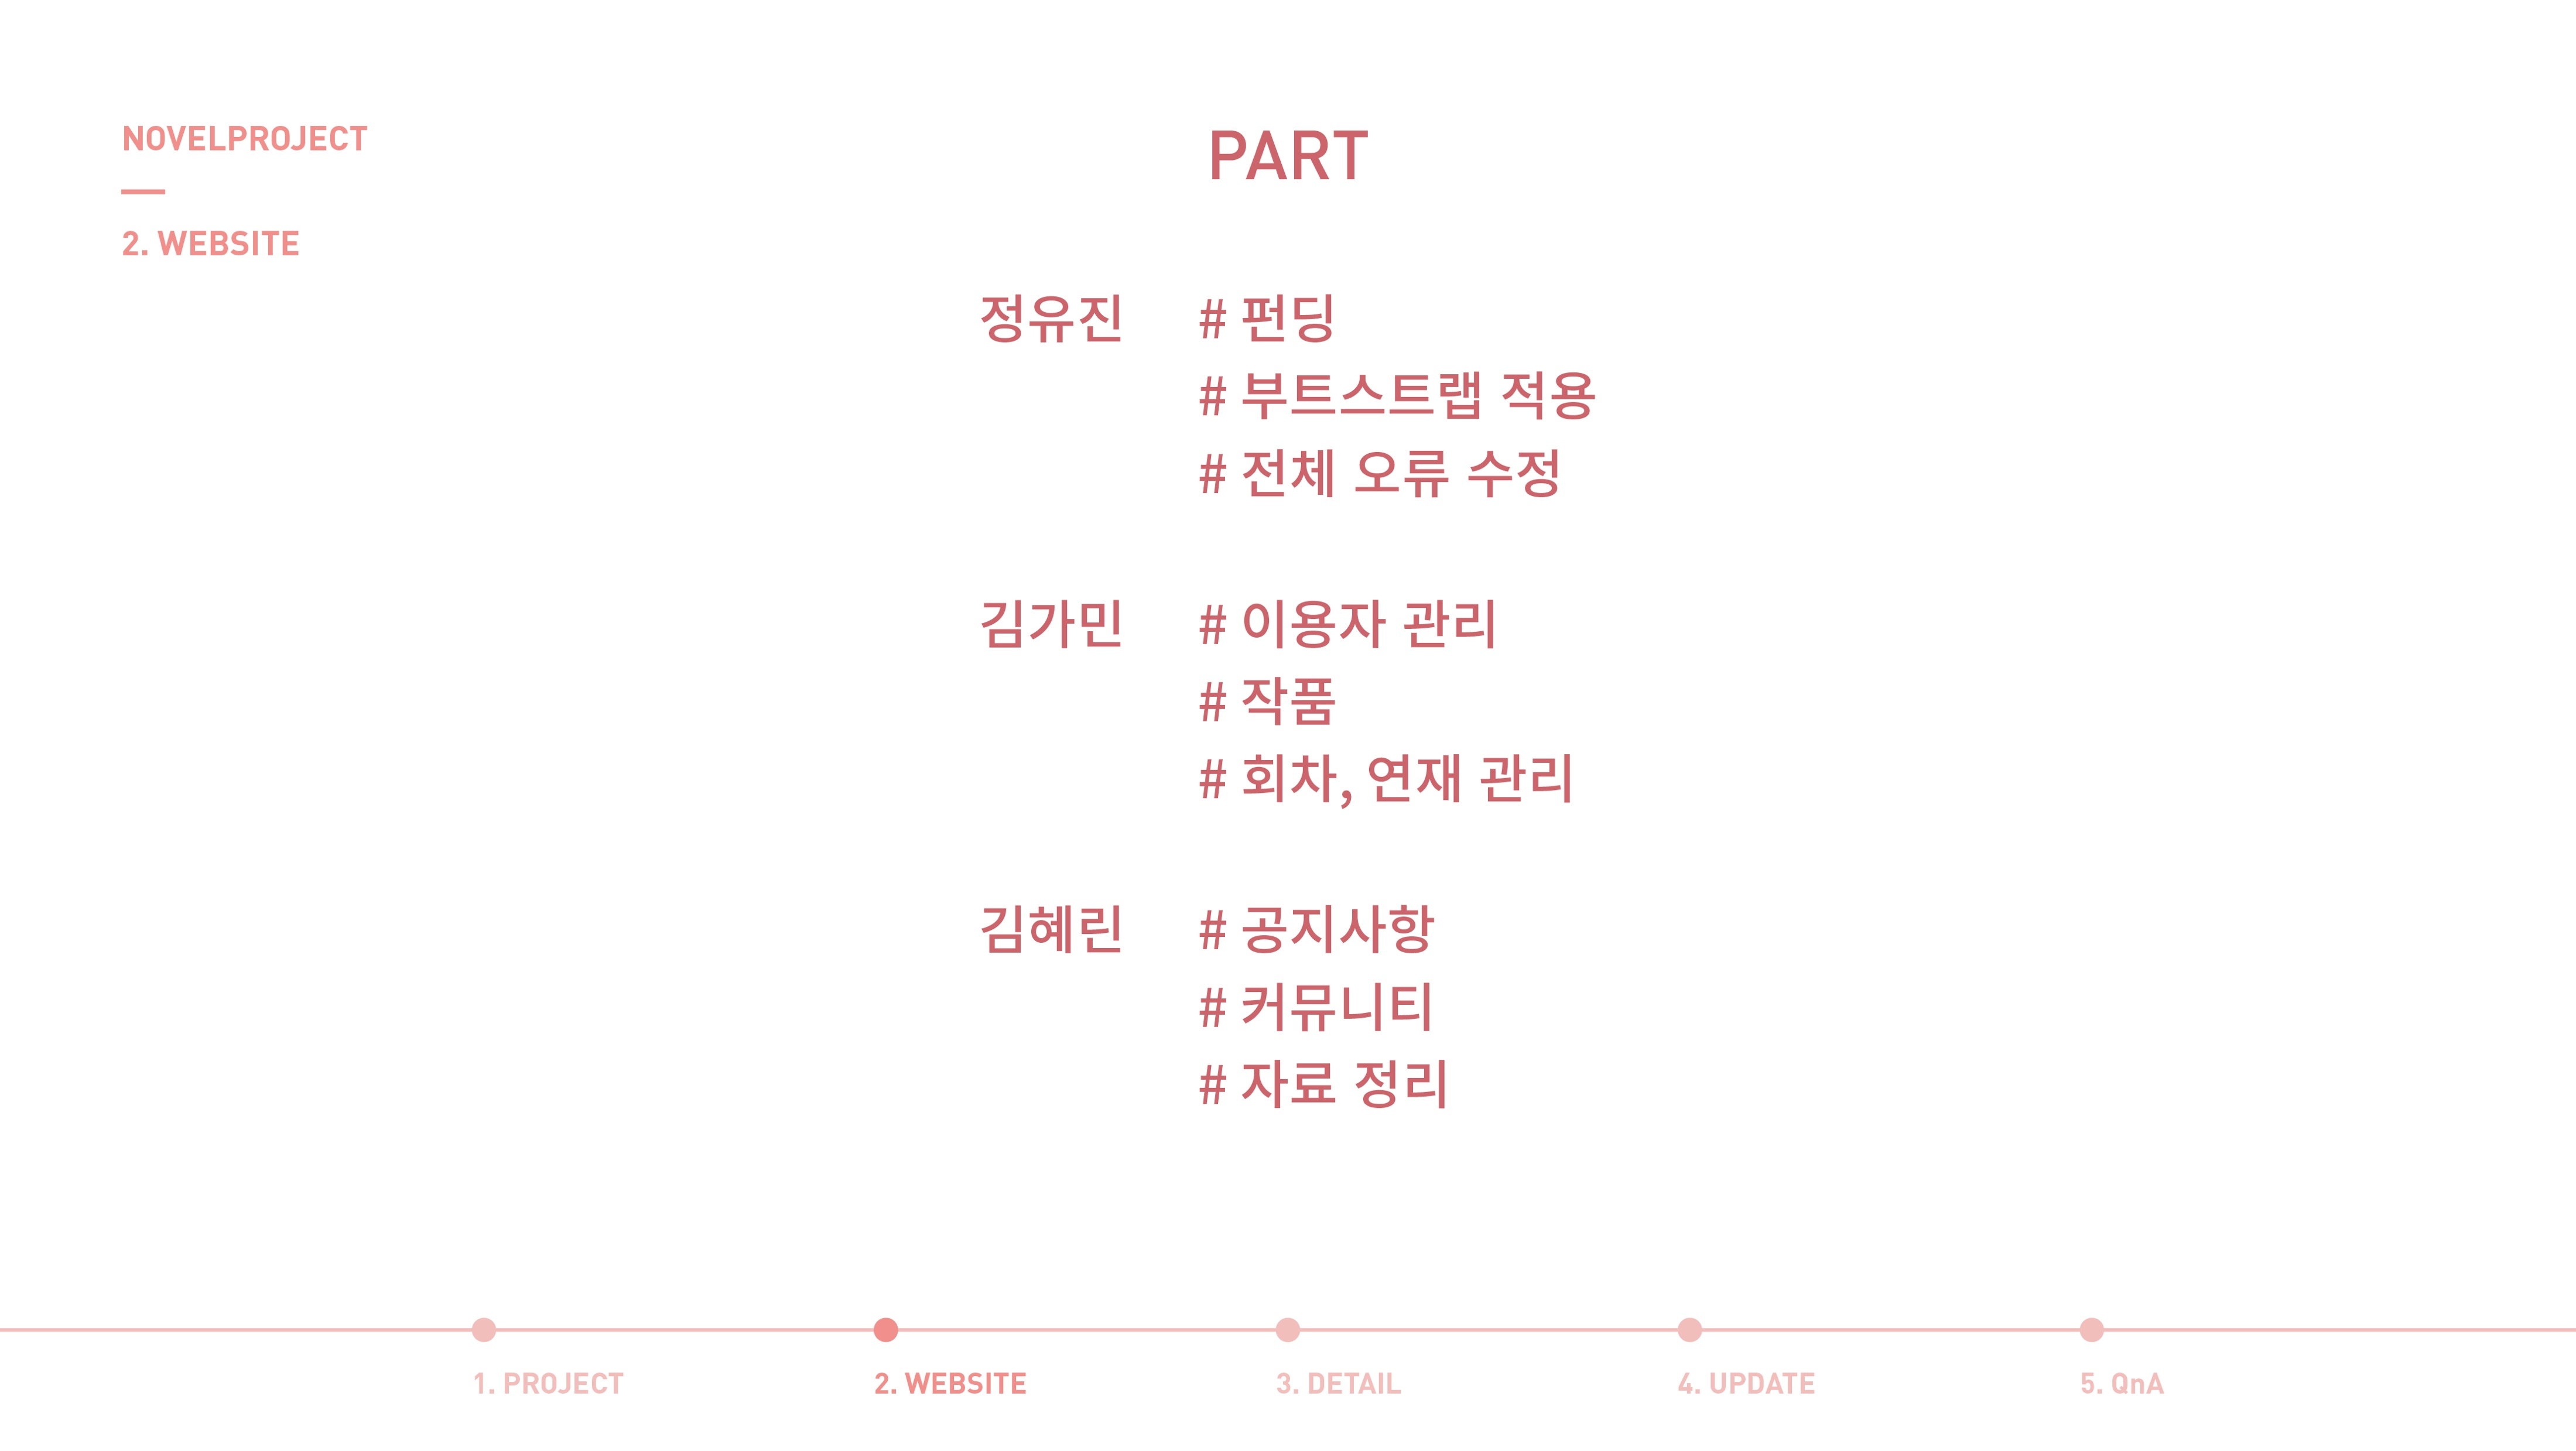 NOVELPROJECT
2. WEBSITE
PART
정유진 # 펀딩
# 부트스트랩 적용
# 전체 오류 수정
김가민 # 이용자 관리
# 작품
# 회차, 연재 관리
김혜린 # 공지사항
# 커뮤니티
# 자료 정리
1. PROJECT
2. WEBSITE
3. DETAIL
4. UPDATE
5. QnA